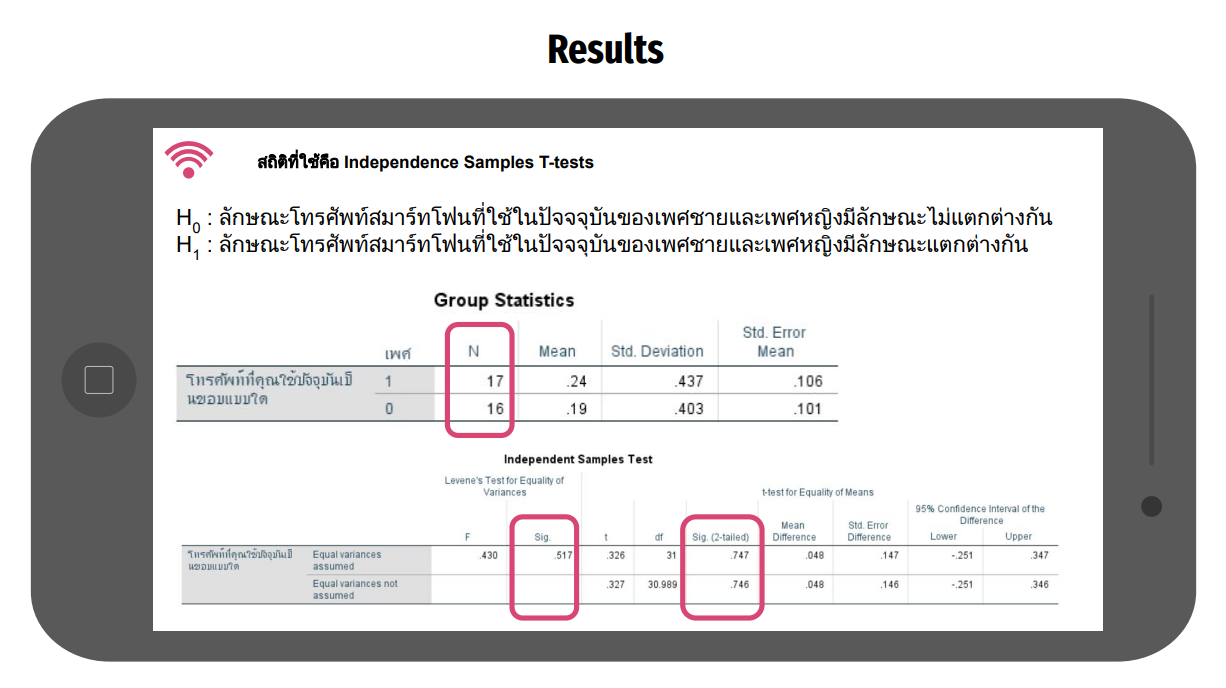 Results
สถิติที่ใช้คือ Independence Samples T-tests
H0 : ลักษณะโทรศัพท์สมาร์ทโฟนที่ใช้ในปัจจจุบันของเพศชายและเพศหญิงมีลักษณะไม่แตกต่างกัน
H1 : ลักษณะโทรศัพท์สมาร์ทโฟนที่ใช้ในปัจจจุบันของเพศชายและเพศหญิงมีลักษณะแตกต่างกัน
Group Statistics
เพศ N Mean Std. Deviation Std. Error Mean
โทรศัพท์ที่คุณใช้ปัจจุบันเป็
นขอบแบบใด
1 17 .24 .437 .106
0 16 .19 .403 .101
Independent Samples Test
Levene's Test for Equality of
Variances
t-test for Equality of Means
95% Confidence Interval of the
Difference
F Sig. t df Sig. (2-tailed) Mean Difference Std. Error Difference Lower Upper
โทรศัพท์ที่คุณใช้ปัจจุบันเป็
นขอบแบบใด
Equal variances assumed .430 .517 .326 31 .747 .048 .147 -.251 .347
Equal variances not assumed .327 30.989 .746 .048 .146 -.251 .346